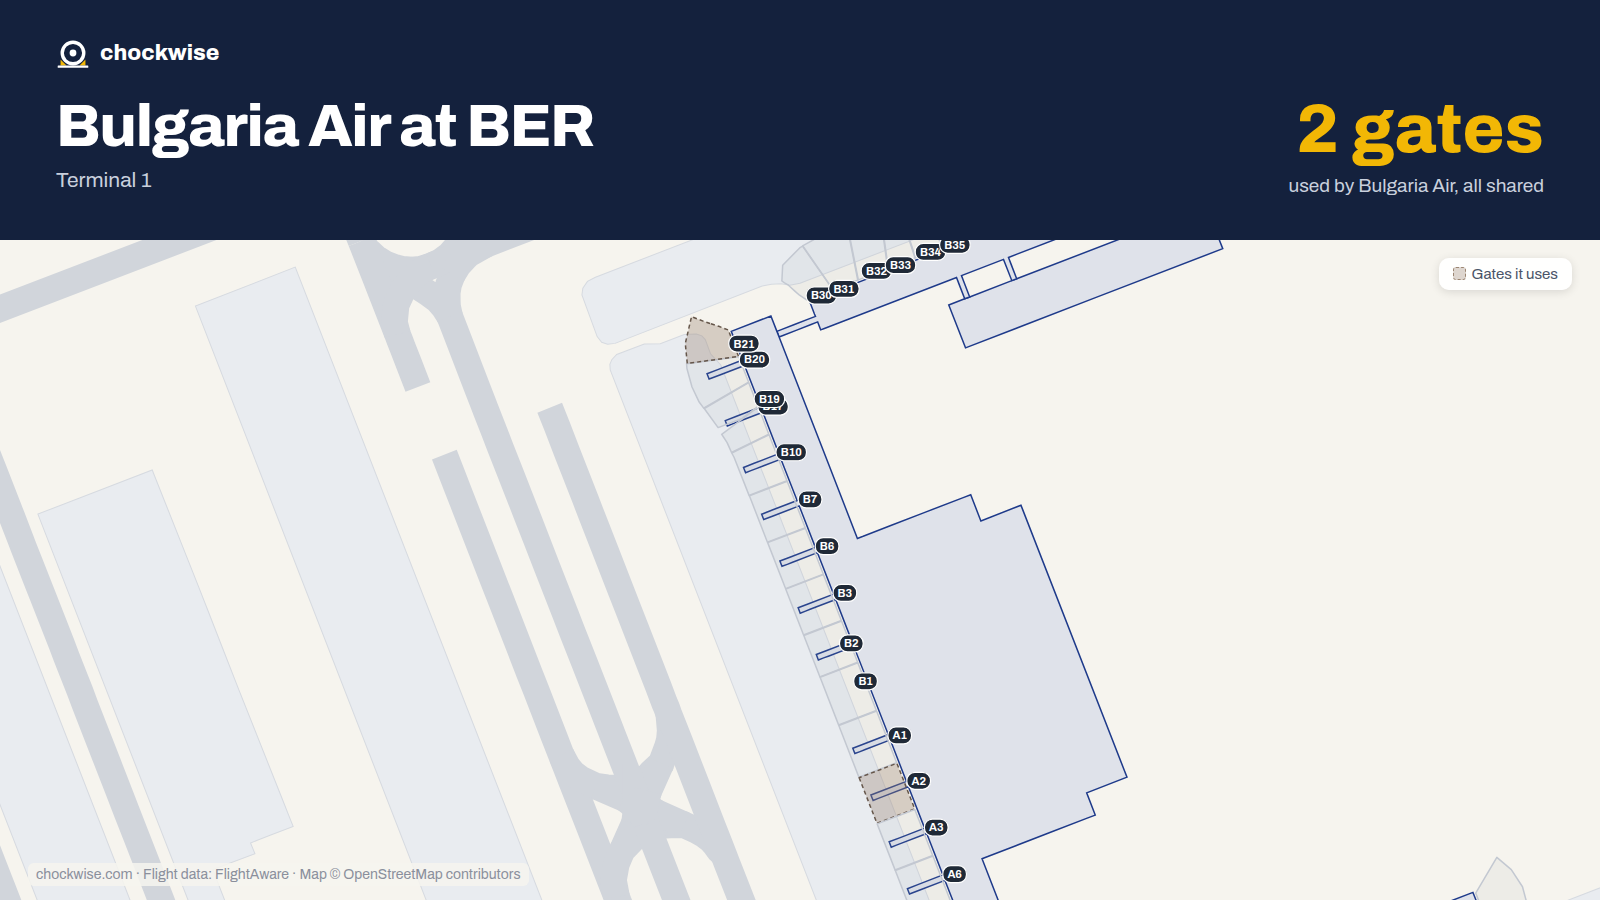 chockwise
Bulgaria Air at BER
Terminal 1
2 gates
used by Bulgaria Air, all shared
Gates it uses
B35
B34
B33
B32
B31
B30
B21
B20
B19
B10
B7
B6
B3
B2
B1
A1
A2
A3
A6
chockwise.com · Flight data: FlightAware · Map © OpenStreetMap contributors